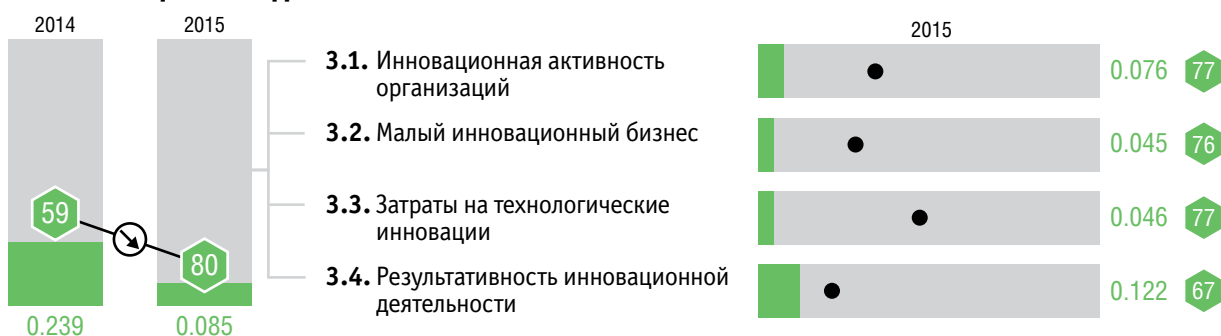 2014
2015
59
80
0.239
0.085
3.1. Инновационная активность
организаций
3.2. Малый инновационный бизнес
3.3. Затраты на технологические
инновации
3.4. Результативность инновационной
деятельности
2015
0.076 77
0.045 76
0.046 77
0.122 67